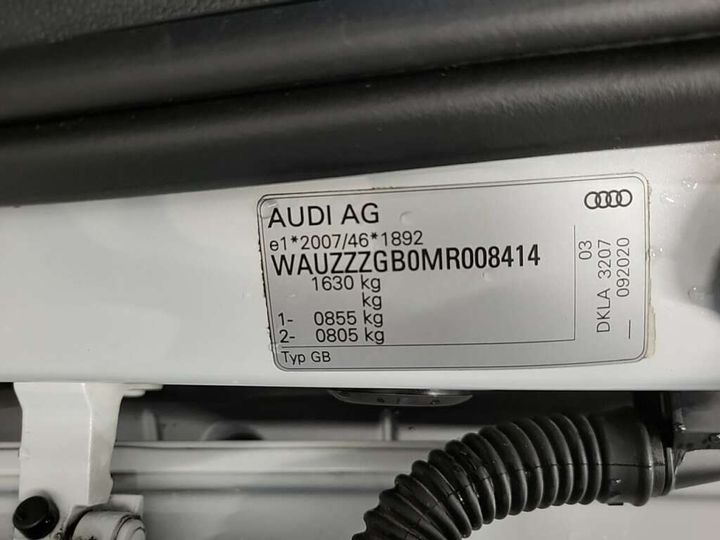 AUDI AG
e1*2007/46*1892
WAUZZZGB0MR008414
1630 kg
kg
1- 0855 kg
2- 0805 kg
Typ GB
03
DKLA 3207
__ 092020